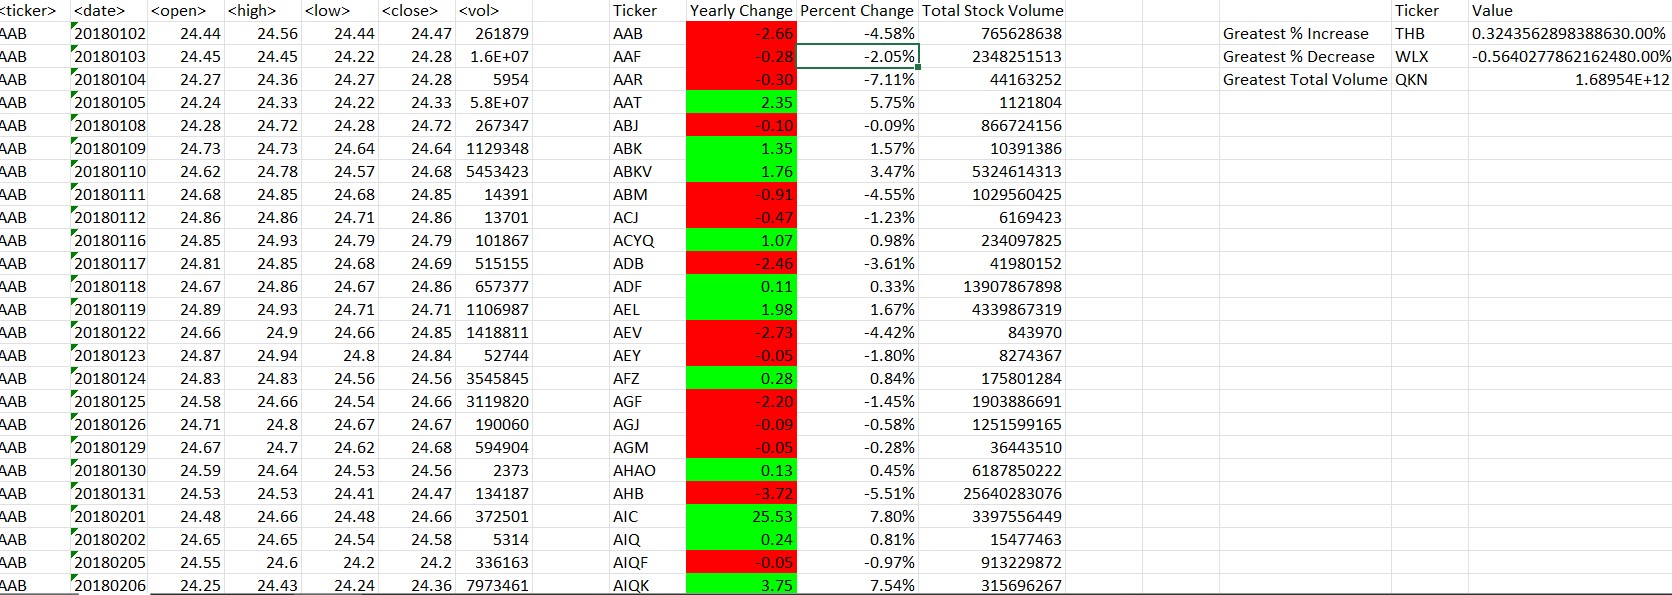 <ticker> <date> <open> <high> <low> <close> <vol> Ticker Yearly Change Percent Change Total Stock Volume Ticker Value
AAB 20180102 24.44 24.56 24.44 24.47 261879 AAB -2.66 -4.58% 765628638 Greatest % Increase THB 0.3243562898388630.00%
AAB 20180103 24.45 24.45 24.22 24.28 1.6E+07 AAF -0.28 -2.05% 2348251513 Greatest % Decrease WLX -0.5640277862162480.00%
AAB 20180104 24.27 24.36 24.27 24.28 5954 AAR -0.30 -7.11% 44163252 Greatest Total Volume QKN 1.68954E+12
AAB 20180105 24.24 24.33 24.22 24.33 5.8E+07 AAT 2.35 5.75% 1121804
AAB 20180108 24.28 24.72 24.28 24.72 267347 ABJ -0.10 -0.09% 866724156
AAB 20180109 24.73 24.73 24.64 24.64 1129348 ABK 1.35 1.57% 10391386
AAB 20180110 24.62 24.78 24.57 24.68 5453423 ABKV 1.76 3.47% 5324614313
AAB 20180111 24.68 24.85 24.68 24.85 14391 ABM -0.91 -4.55% 1029560425
AAB 20180112 24.86 24.86 24.71 24.86 13701 ACJ -0.47 -1.23% 6169423
AAB 20180116 24.85 24.93 24.79 24.79 101867 ACYQ 1.07 0.98% 234097825
AAB 20180117 24.81 24.85 24.68 24.69 515155 ADB -2.46 -3.61% 41980152
AAB 20180118 24.67 24.86 24.67 24.86 657377 ADF 0.11 0.33% 13907867898
AAB 20180119 24.89 24.93 24.71 24.71 1106987 AEL 1.98 1.67% 4339867319
AAB 20180122 24.66 24.9 24.66 24.85 1418811 AEV -2.73 -4.42% 843970
AAB 20180123 24.87 24.94 24.8 24.84 52744 AEY -0.05 -1.80% 8274367
AAB 20180124 24.83 24.83 24.56 24.56 3545845 AFZ 0.28 0.84% 175801284
AAB 20180125 24.58 24.66 24.54 24.66 3119820 AGF -2.20 -1.45% 1903886691
AAB 20180126 24.71 24.8 24.67 24.67 190060 AGJ -0.09 -0.58% 1251599165
AAB 20180129 24.67 24.7 24.62 24.68 594904 AGM -0.05 -0.28% 36443510
AAB 20180130 24.59 24.64 24.53 24.56 2373 AHAO 0.13 0.45% 6187850222
AAB 20180131 24.53 24.53 24.41 24.47 134187 AHB -3.72 -5.51% 25640283076
AAB 20180201 24.48 24.66 24.48 24.66 372501 AIC 25.53 7.80% 3397556449
AAB 20180202 24.65 24.65 24.54 24.58 5314 AIQ 0.24 0.81% 15477463
AAB 20180205 24.55 24.6 24.2 24.2 336163 AIQF -0.05 -0.97% 913229872
AAB 20180206 24.25 24.43 24.24 24.36 7973461 AIQK 3.75 7.54% 315696267